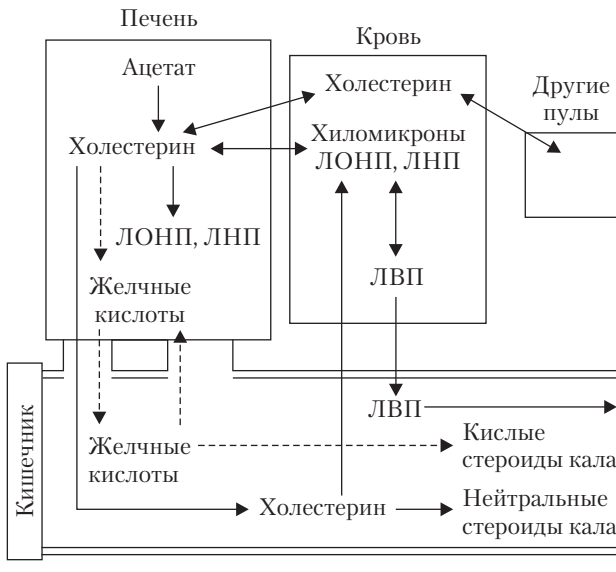 Печень
Кровь
Ацетат
Холестерин
Другие
пулы
Холестерин
Хиломикроны
ЛОНП, ЛНП
ЛОНП, ЛНП
ЛВП
Желчные
кислоты
Кишечник
ЛВП
Желчные
кислоты
Кислые
стероиды кала
Холестерин
Нейтральные
стероиды кала